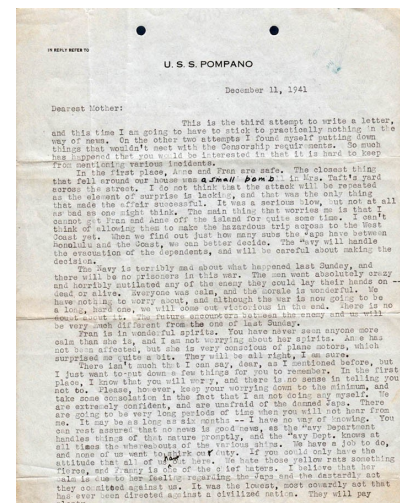 IN REPLY REFER TO
U. S. S. POMPANO
December 11, 1941
Dearest Mother:
This is the third attempt to write a letter,
and this time I am going to have to stick to practically nothing in the
way of news. On the other two attempts I found myself putting down
things that wouldn't meet with the Censorship requirements. So much
has happened that you would be interested in that it is hard to keep
from mentioning various incidents.
In the first place, Anne and Fran are safe. The closest thing
that fell around our house was a small bomb in Mrs. Taft's yard
across the street. I do not think that the attack will be repeated
as the element of surprise is lacking, and that was the only thing
that made the affair successful. It was a serious blow, but not at all
as bad as one might think. The main thing that worries me is that I
cannot get Fran and Anne off the island for quite some time. I can't
think of allowing them to make the hazardous trip across to the West
Coast yet. When we find out just how many subs the Japs have between
Honolulu and the Coast, we can better decide. The Navy will handle
the evacuation of the dependents, and will be careful about making the
decision.
The Navy is terribly mad about what happened last Sunday, and
there will be no prisoners in this war. The men went absolutely crazy
and horribly mutilated any of the enemy they could lay their hands on --
dead or alive. Everyone was calm, and the morale is wonderful. We
have nothing to worry about, and although the war is now going to be
a long, hard one, we will come out victorious in the end. There is no
doubt about it. The future encounters between the enemy and us will
be very much different from the one of last Sunday.
Fran is in wonderful spirits. You have never seen anyone more
calm than she is, and I am not worrying about her spirits. Anne has
not been affected, but she is very conscious of plane motors, which
surprised me quite a bit. They will be all right, I am sure.
There isn't much that I can say, dear, as I mentioned before, but
I just want to put down a few things for you to remember. In the first
place, I know that you will worry, and there is no sense in telling you
not to. Please, however, keep your worrying down to the minimum, and
take some consolation in the fact that I am not doing any myself. We
are extremely confident, and are unafraid of the damned Japs. There
are going to be very long periods of time when you will not hear from
me. It may be as long as six months -- I have no way of knowing. You
can rest assured that no news is good news, as the Navy Department
handles things of that nature promptly, and the Navy Dept. knows at
all times the whereabouts of the various ships. We have a job to do,
and none of us want to shirk our duty. If you could only have the
attitude that all of us have out here. We hate those yellow rats something
fierce, and Franny is one of the chief haters. I believe that her
calm is due to her feeling regarding the Japs and the dastardly act
they committed against us. It was the lowest, most cowardly act that
has ever been directed against a civilized nation. They will pay